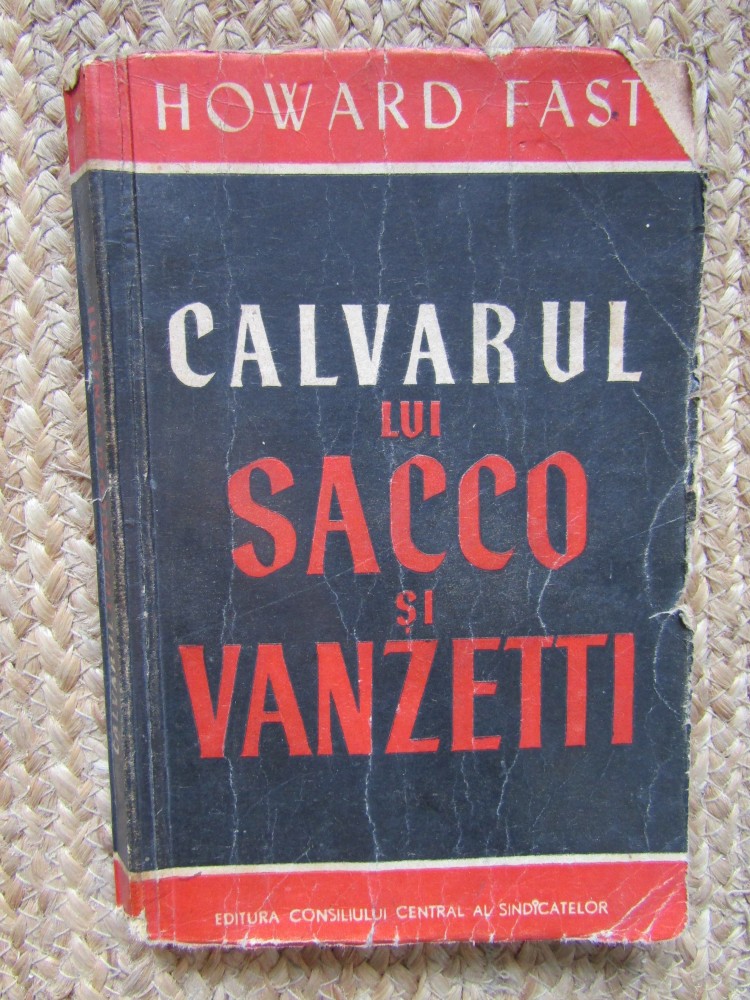 HOWARD FAST
CALVARUL
LUI
SACCO
ȘI
VANZETTI
EDITURA CONSILIULUI CENTRAL AL SINDICATELOR